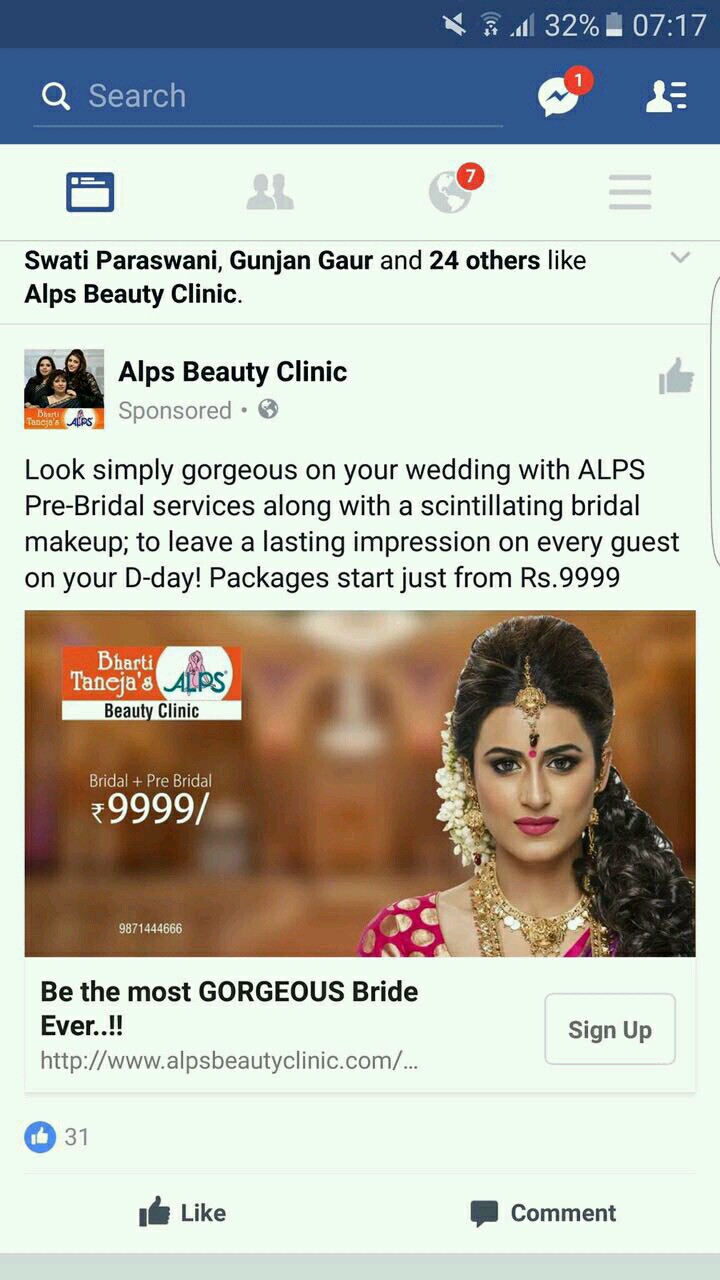 32% 07:17
Search
1
7
Swati Paraswani, Gunjan Gaur and 24 others like
Alps Beauty Clinic.
Alps Beauty Clinic
Sponsored •
Bharti
Taneja's ALPS
Look simply gorgeous on your wedding with ALPS
Pre-Bridal services along with a scintillating bridal
makeup; to leave a lasting impression on every guest
on your D-day! Packages start just from Rs.9999
Bharti
Taneja's ALPS
Beauty Clinic
Bridal + Pre Bridal
₹9999/
9871444666
Be the most GORGEOUS Bride
Ever..!!
http://www.alpsbeautyclinic.com/...
Sign Up
31
Like
Comment